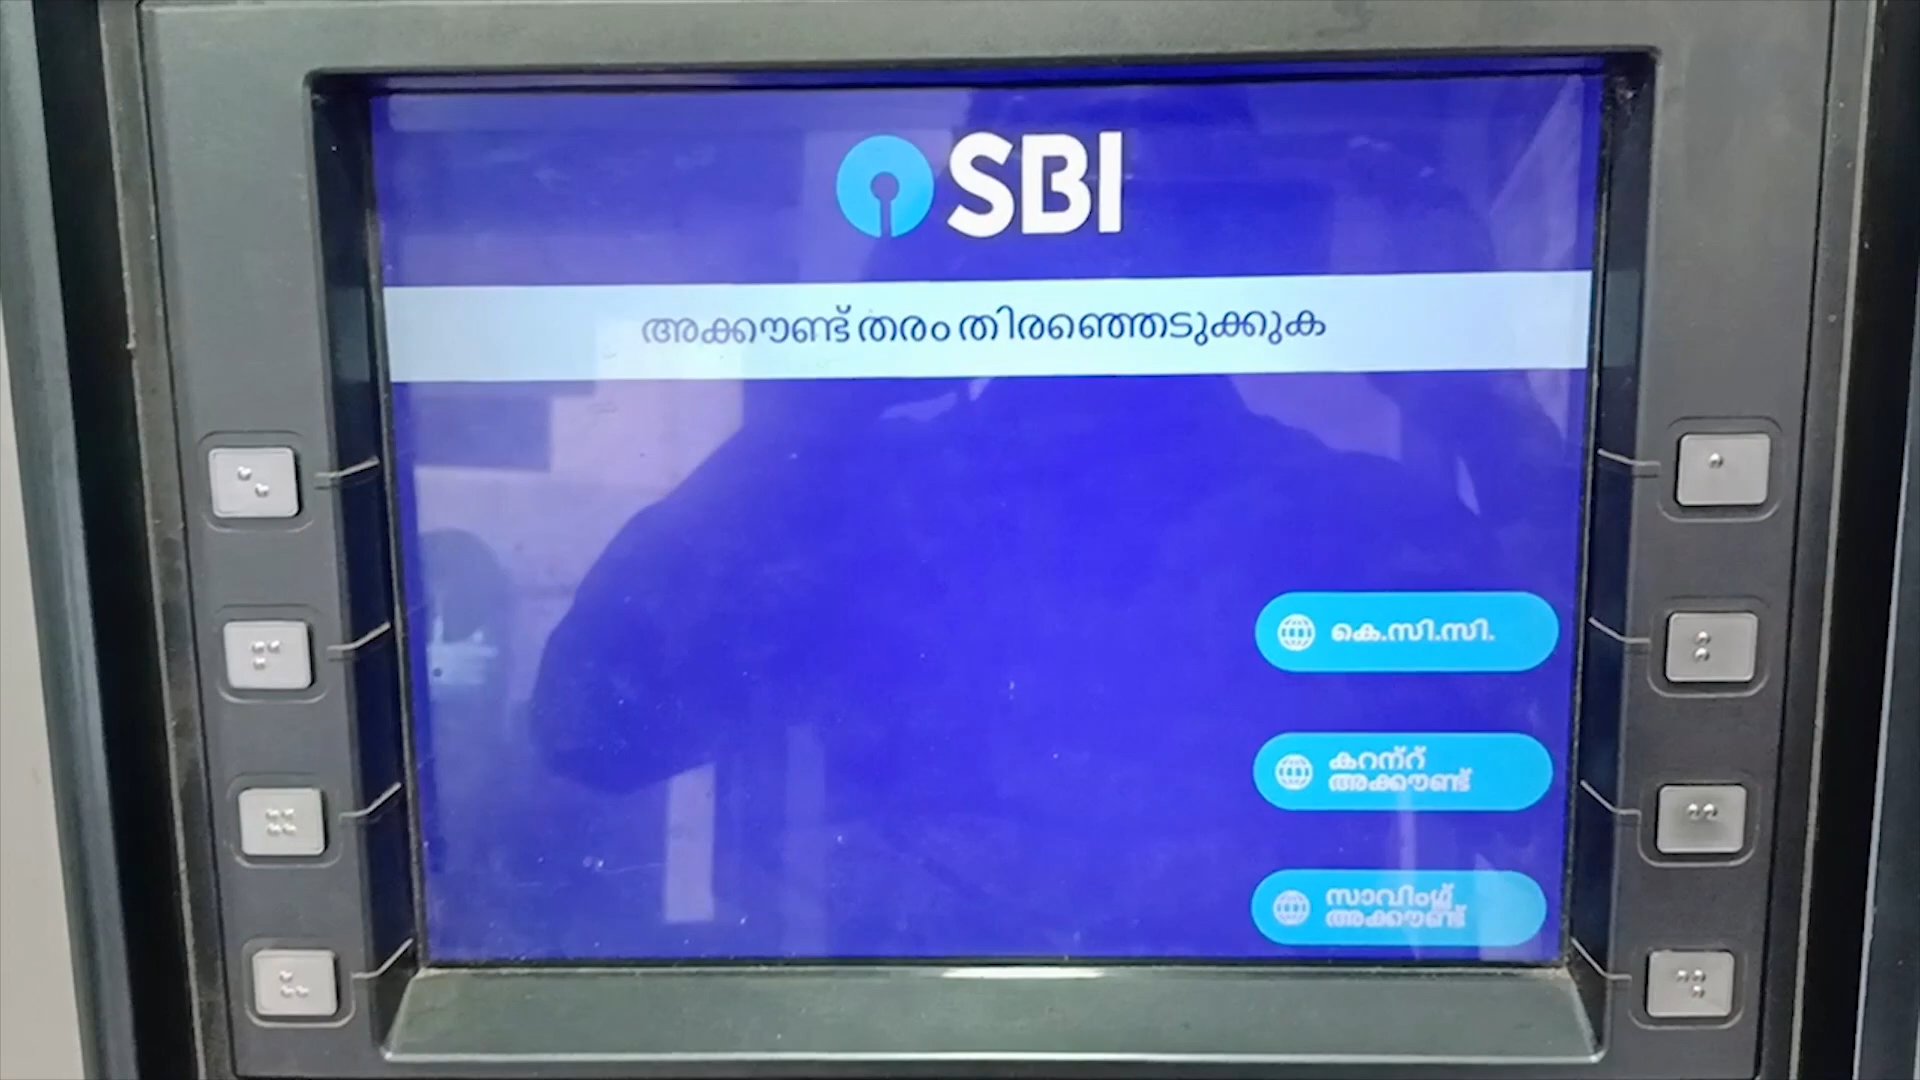 SBI
അക്കൗണ്ട് തരം തിരഞ്ഞെടുക്കുക
കെ.സി.സി.
കറന്റ്
അക്കൗണ്ട്
സാവിംഗ്സ്
അക്കൗണ്ട്